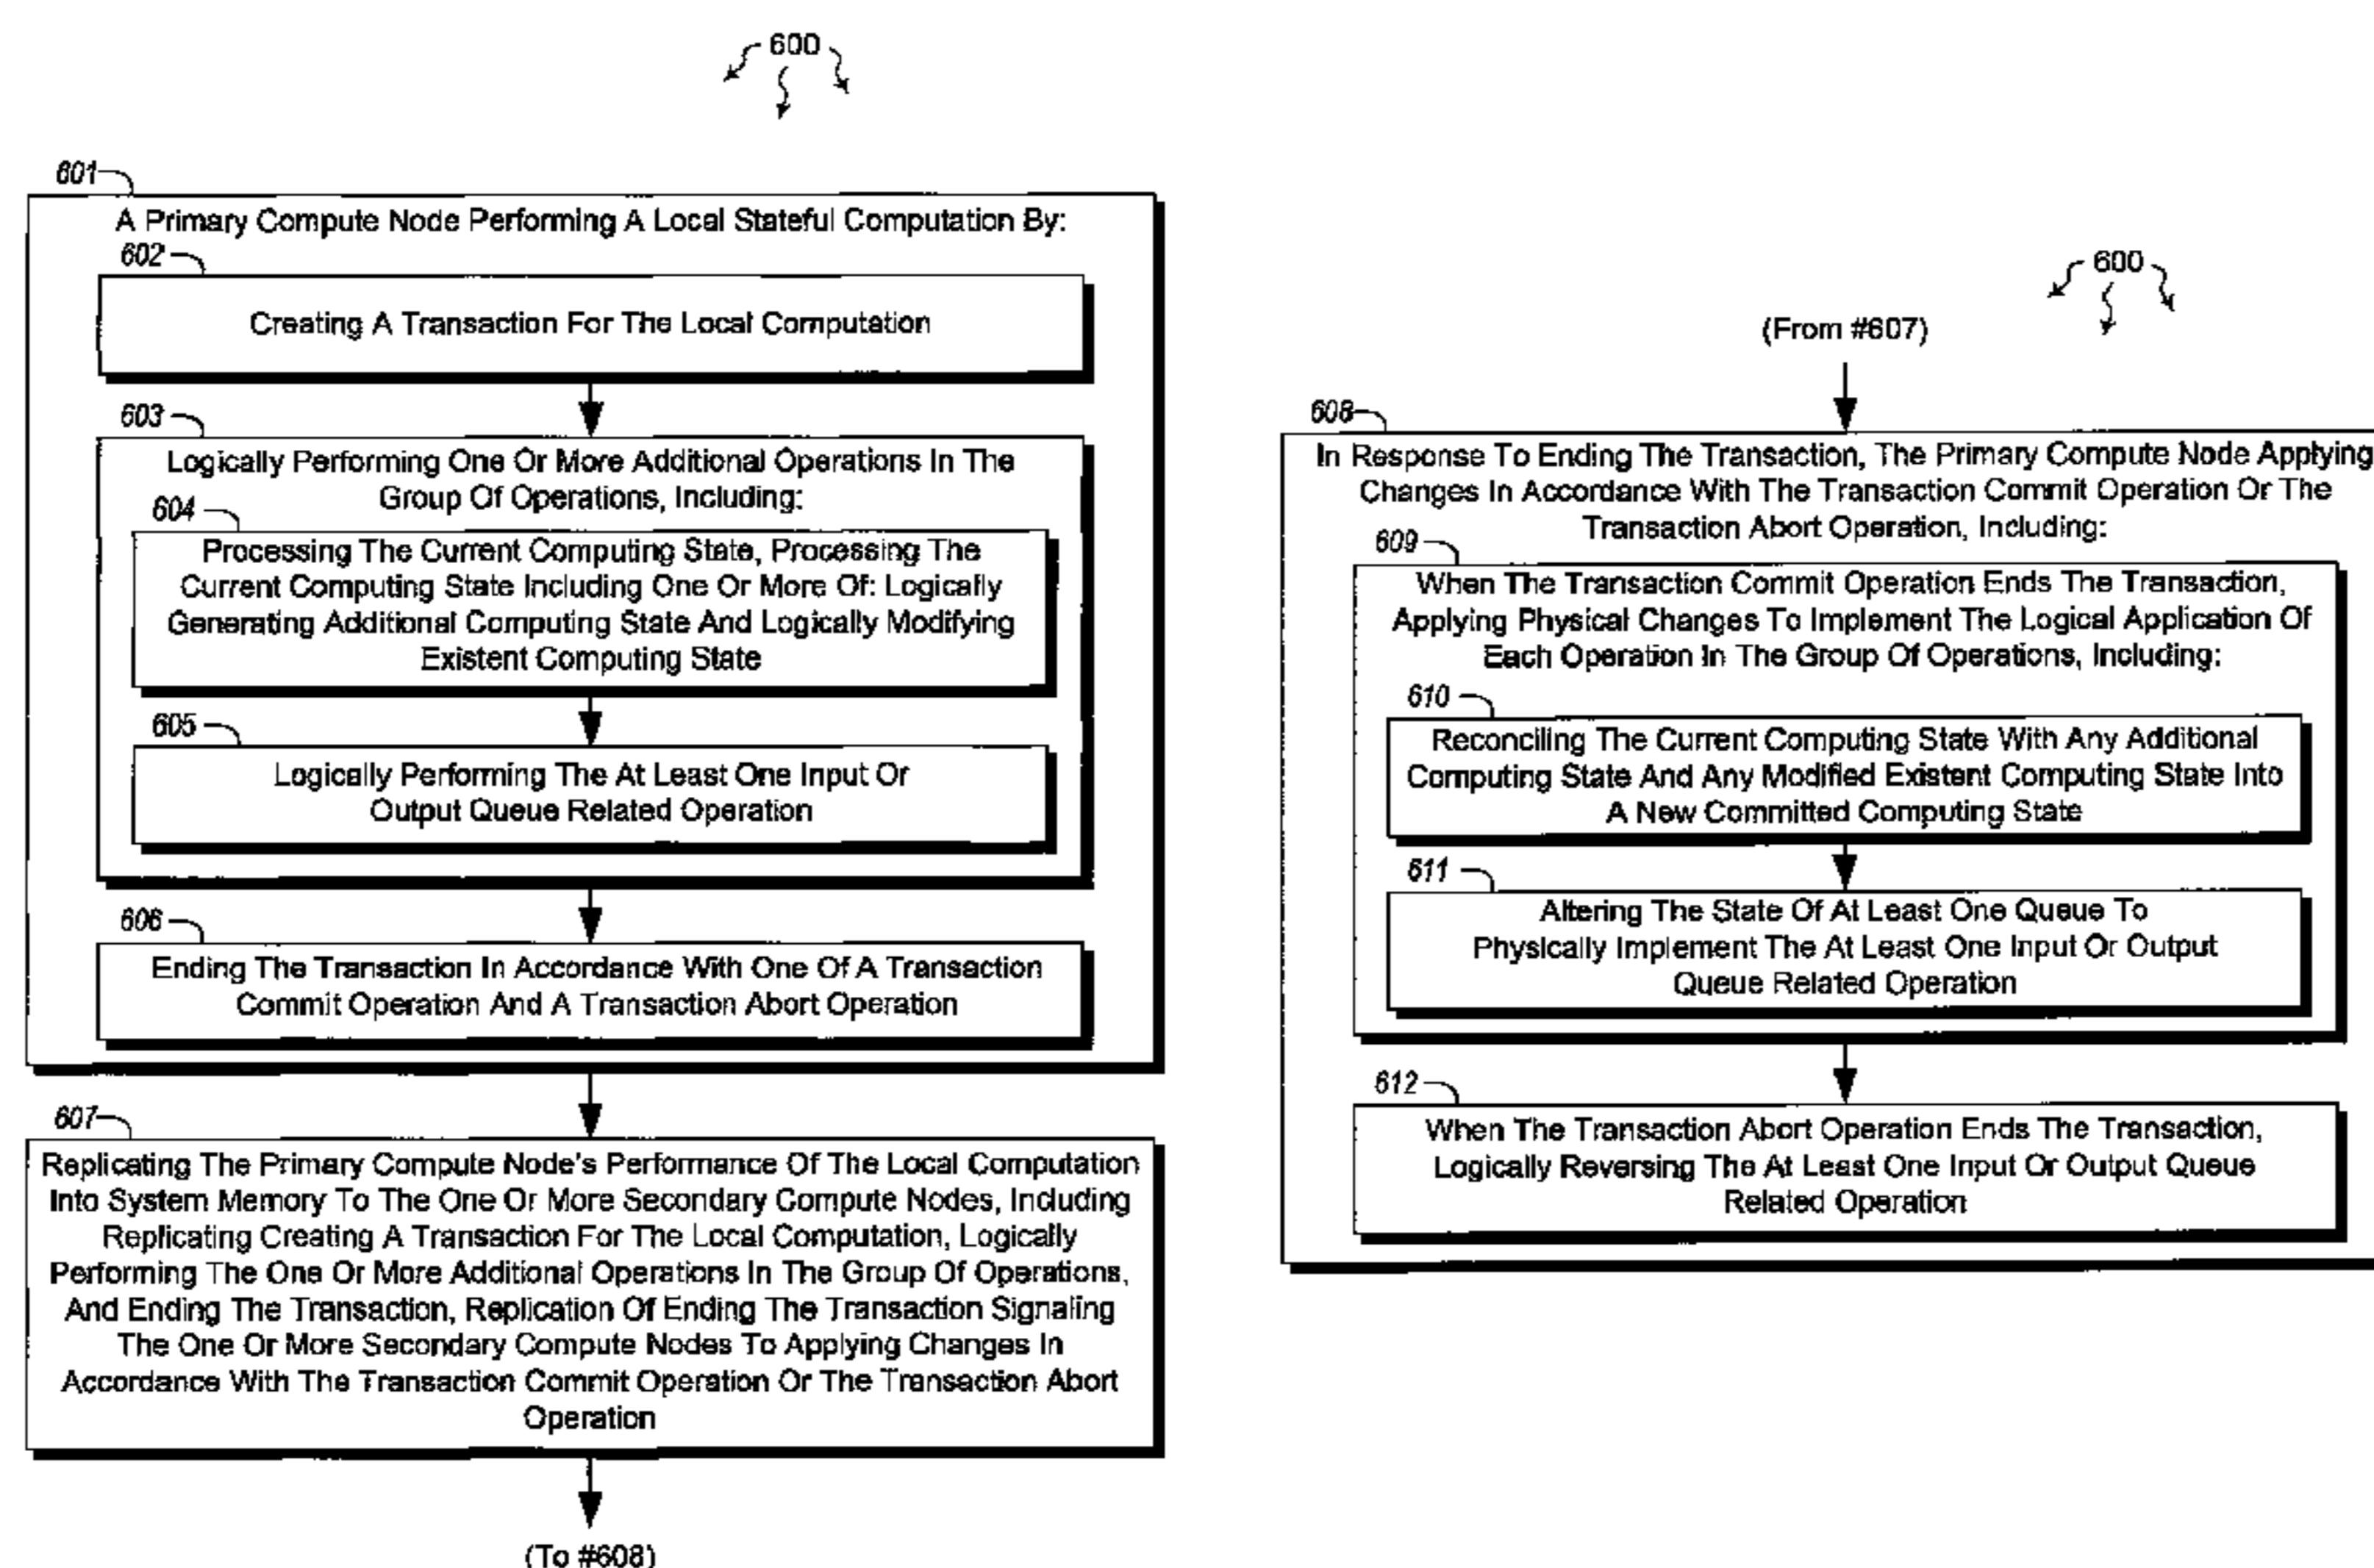 600
601
A Primary Compute Node Performing A Local Stateful Computation By:
602
Creating A Transaction For The Local Computation
603
Logically Performing One Or More Additional Operations In The
Group Of Operations, Including:
604
Processing The Current Computing State, Processing The
Current Computing State Including One Or More Of: Logically
Generating Additional Computing State And Logically Modifying
Existent Computing State
605
Logically Performing The At Least One Input Or
Output Queue Related Operation
606
Ending The Transaction In Accordance With One Of A Transaction
Commit Operation And A Transaction Abort Operation
607
Replicating The Primary Compute Node's Performance Of The Local Computation
Into System Memory To The One Or More Secondary Compute Nodes, Including
Replicating Creating A Transaction For The Local Computation, Logically
Performing The One Or More Additional Operations In The Group Of Operations,
And Ending The Transaction, Replication Of Ending The Transaction Signaling
The One Or More Secondary Compute Nodes To Applying Changes In
Accordance With The Transaction Commit Operation Or The Transaction Abort
Operation
(To #608)
600
(From #607)
608
In Response To Ending The Transaction, The Primary Compute Node Applying
Changes In Accordance With The Transaction Commit Operation Or The
Transaction Abort Operation, Including:
609
When The Transaction Commit Operation Ends The Transaction,
Applying Physical Changes To Implement The Logical Application Of
Each Operation In The Group Of Operations, Including:
610
Reconciling The Current Computing State With Any Additional
Computing State And Any Modified Existent Computing State Into
A New Committed Computing State
611
Altering The State Of At Least One Queue To
Physically Implement The At Least One Input Or Output
Queue Related Operation
612
When The Transaction Abort Operation Ends The Transaction,
Logically Reversing The At Least One Input Or Output Queue
Related Operation